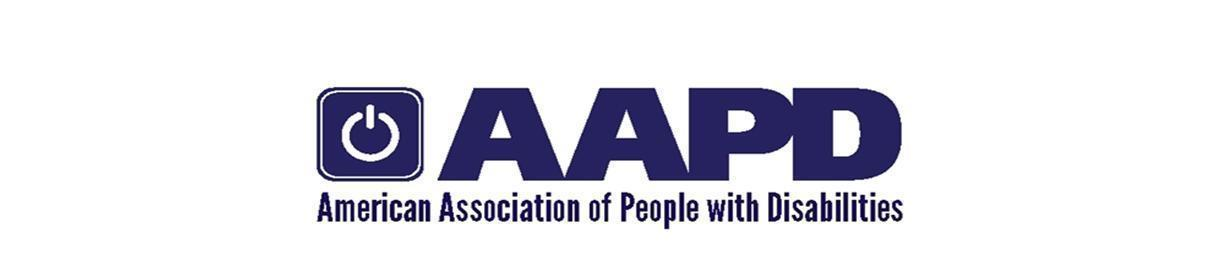 AAPD
American Association of People with Disabilities